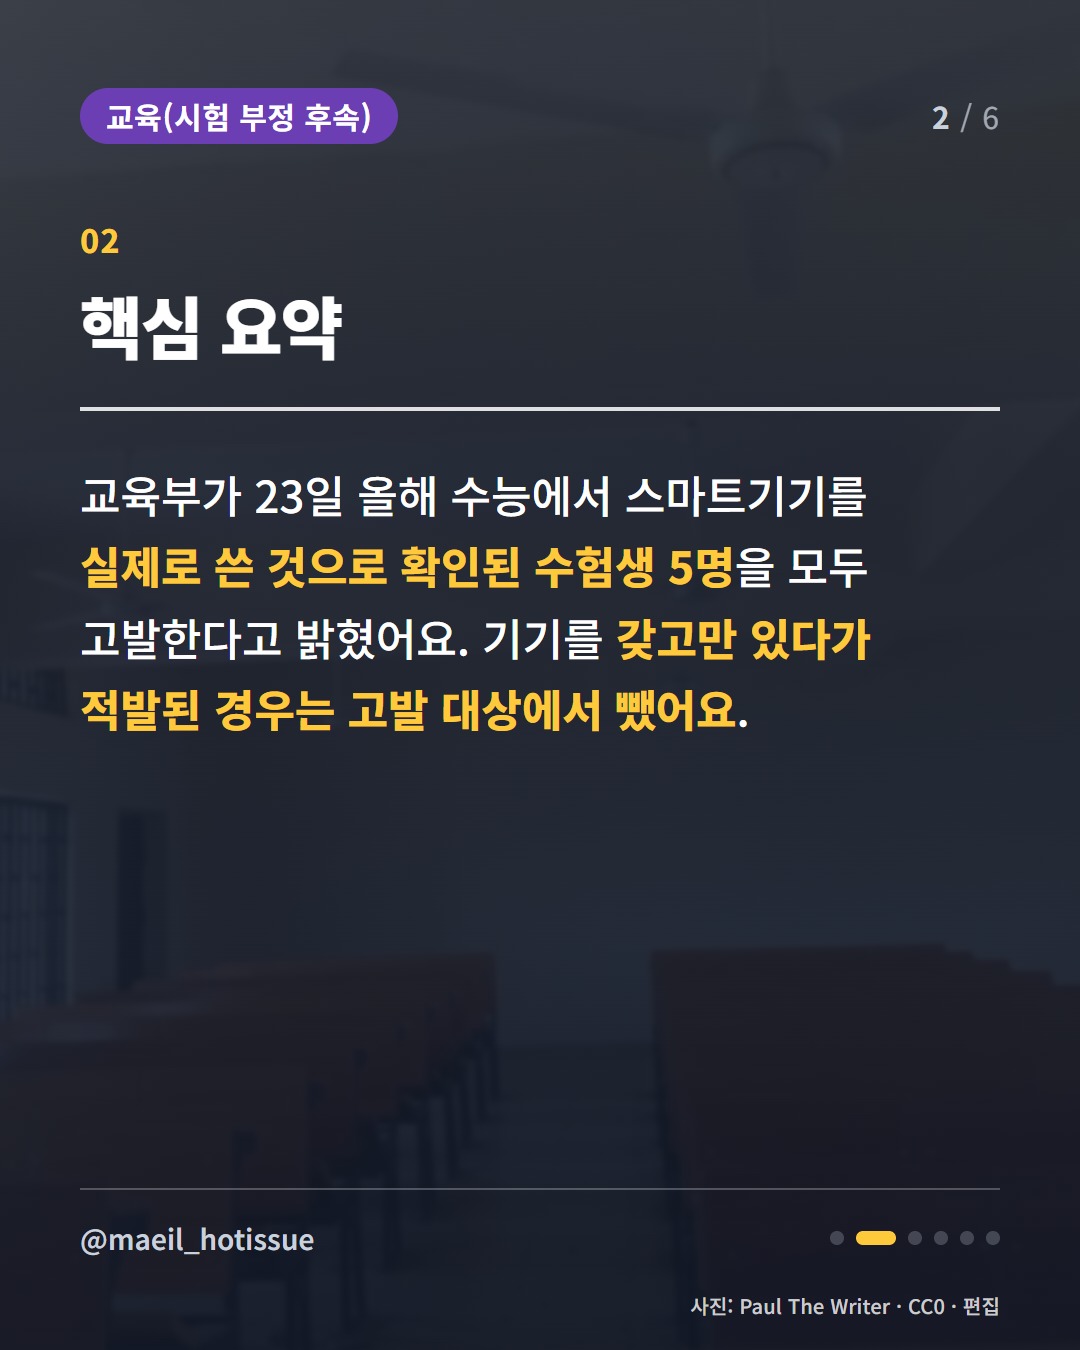 교육(시험 부정 후속)
2 / 6
02
핵심 요약
교육부가 23일 올해 수능에서 스마트기기를
실제로 쓴 것으로 확인된 수험생 5명을 모두
고발한다고 밝혔어요. 기기를 갖고만 있다가
적발된 경우는 고발 대상에서 뺐어요.
@maeil_hotissue
사진: Paul The Writer · CC0 · 편집